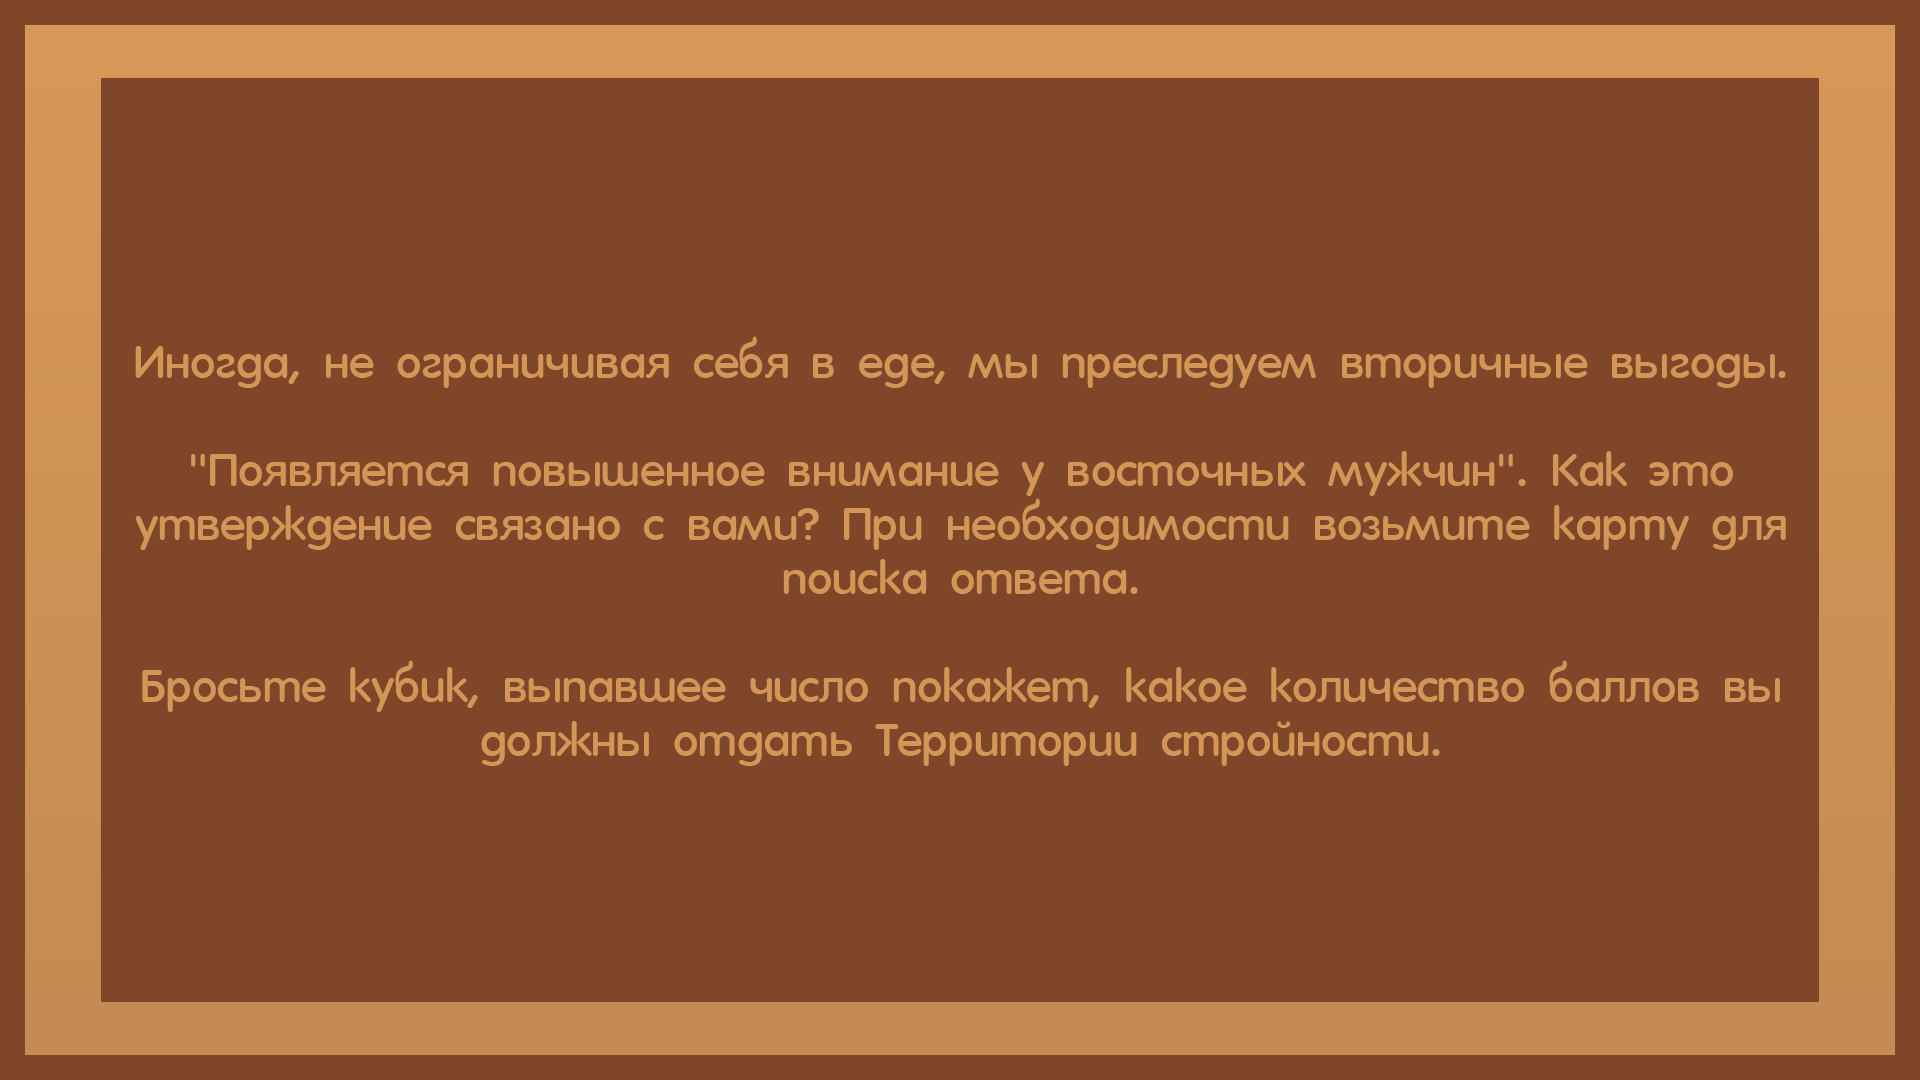 Иногда, не ограничивая себя в еде, мы преследуем вторичные выгоды.
"Появляется повышенное внимание у восточных мужчин". Как это
утверждение связано с вами? При необходимости возьмите карту для
поиска ответа.
Бросьте кубик, выпавшее число покажет, какое количество баллов вы
должны отдать Территории стройности.